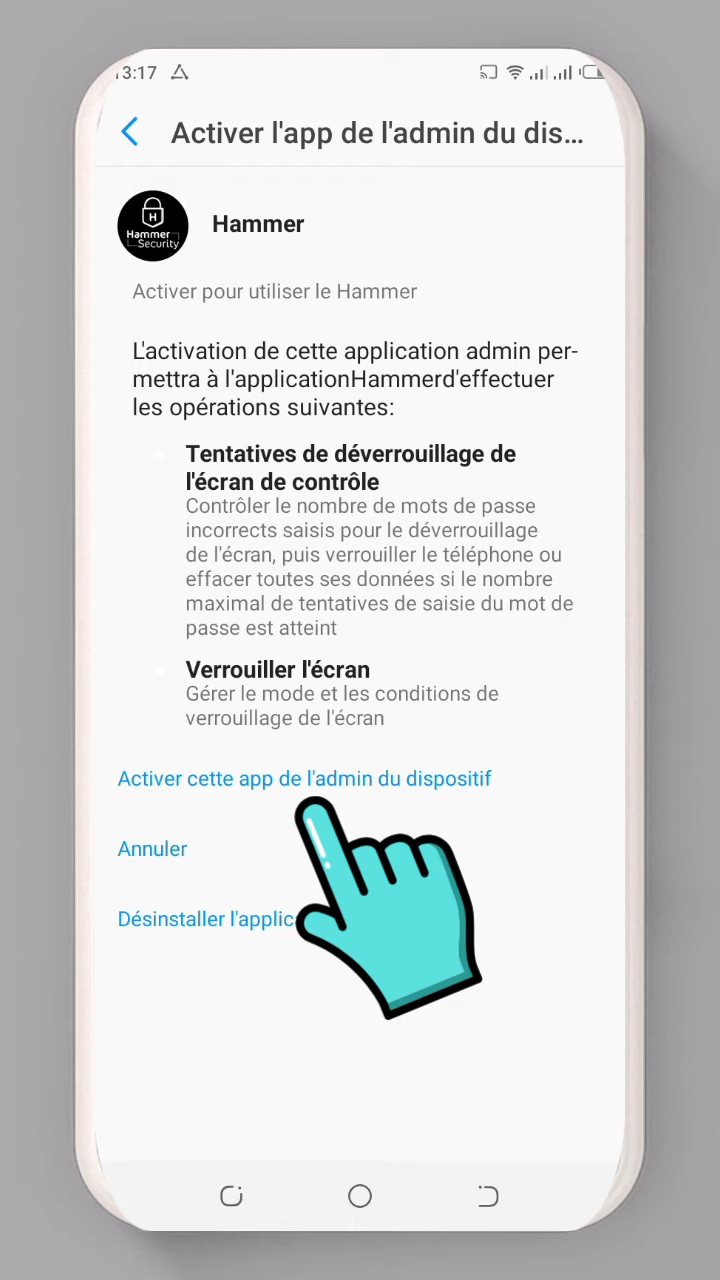 13:17
Activer l'app de l'admin du dis...
H
Hammer
Security
Hammer
Activer pour utiliser le Hammer
L'activation de cette application admin per-
mettra à l'applicationHammerd'effectuer
les opérations suivantes:
Tentatives de déverrouillage de
l'écran de contrôle
Contrôler le nombre de mots de passe
incorrects saisis pour le déverrouillage
de l'écran, puis verrouiller le téléphone ou
effacer toutes ses données si le nombre
maximal de tentatives de saisie du mot de
passe est atteint
Verrouiller l'écran
Gérer le mode et les conditions de
verrouillage de l'écran
Activer cette app de l'admin du dispositif
Annuler
Désinstaller l'applic